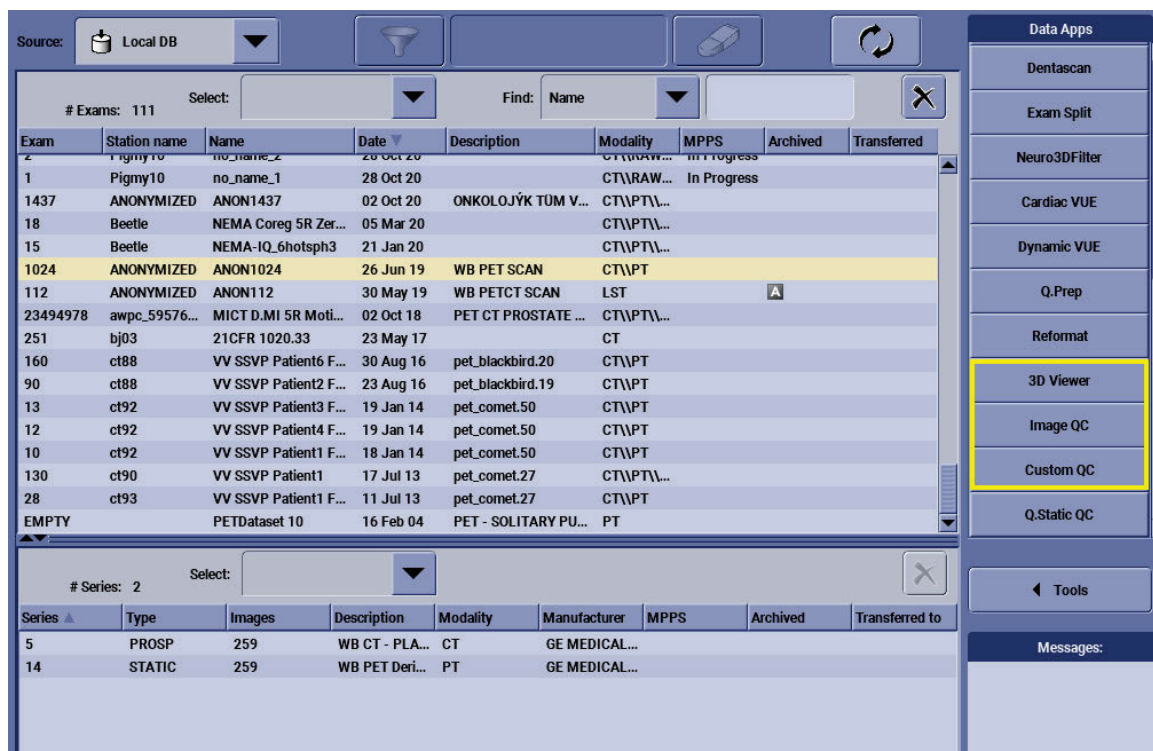 Source: Local DB
Data Apps
Dentascan
Exam Split
Neuro3DFilter
Cardiac VUE
Dynamic VUE
Q.Prep
Reformat
3D Viewer
Image QC
Custom QC
Q.Static QC
Tools
Messages:
# Exams: 111 Select: Find: Name
Exam Station name Name Date Description Modality MPPS Archived Transferred
2 Pigmy10 no_name_2 28 Oct 20 CT\\RAW... In Progress
1 Pigmy10 no_name_1 28 Oct 20 CT\\RAW... In Progress
1437 ANONYMIZED ANON1437 02 Oct 20 ONKOLOJÝK TÜM V... CT\\PT\\...
18 Beetle NEMA Coreg 5R Zer... 05 Mar 20 CT\\PT\\...
15 Beetle NEMA-IQ_6hotsph3 21 Jan 20 CT\\PT\\...
1024 ANONYMIZED ANON1024 26 Jun 19 WB PET SCAN CT\\PT
112 ANONYMIZED ANON112 30 May 19 WB PETCT SCAN LST A
23494978 awpc_59576... MICT D.MI 5R Moti... 02 Oct 18 PET CT PROSTATE ... CT\\PT\\...
251 bj03 21CFR 1020.33 23 May 17 CT
160 ct88 VV SSVP Patient6 F... 30 Aug 16 pet_blackbird.20 CT\\PT
90 ct88 VV SSVP Patient2 F... 23 Aug 16 pet_blackbird.19 CT\\PT
13 ct92 VV SSVP Patient3 F... 19 Jan 14 pet_comet.50 CT\\PT
12 ct92 VV SSVP Patient4 F... 19 Jan 14 pet_comet.50 CT\\PT
10 ct92 VV SSVP Patient1 F... 18 Jan 14 pet_comet.50 CT\\PT
130 ct90 VV SSVP Patient1 17 Jul 13 pet_comet.27 CT\\PT\\...
28 ct93 VV SSVP Patient1 F... 11 Jul 13 pet_comet.27 CT\\PT
EMPTY PETDataset 10 16 Feb 04 PET - SOLITARY PU... PT
# Series: 2 Select:
Series Type Images Description Modality Manufacturer MPPS Archived Transferred to
5 PROSP 259 WB CT - PLA... CT GE MEDICAL...
14 STATIC 259 WB PET Deri... PT GE MEDICAL...